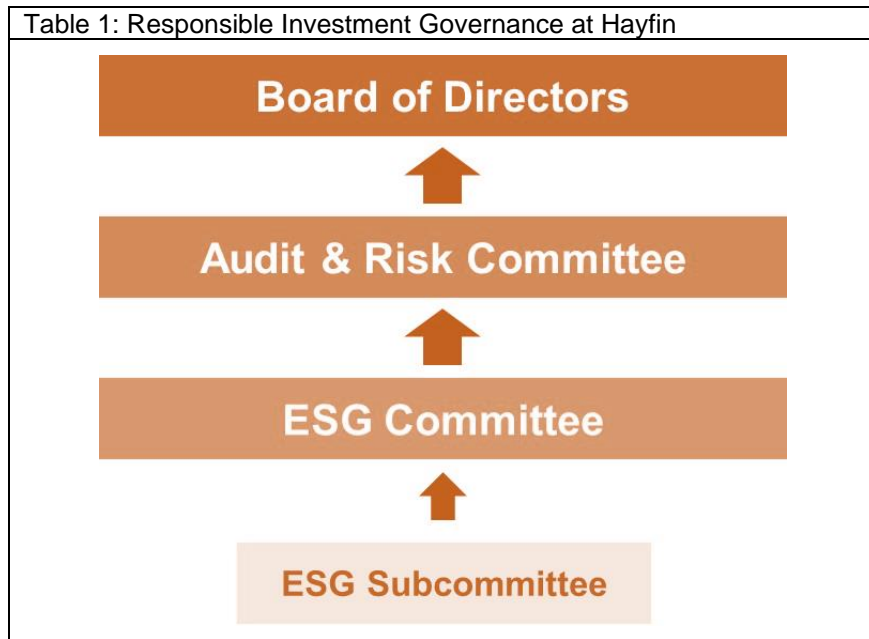 Table 1: Responsible Investment Governance at Hayfin
Board of Directors
Audit & Risk Committee
ESG Committee
ESG Subcommittee